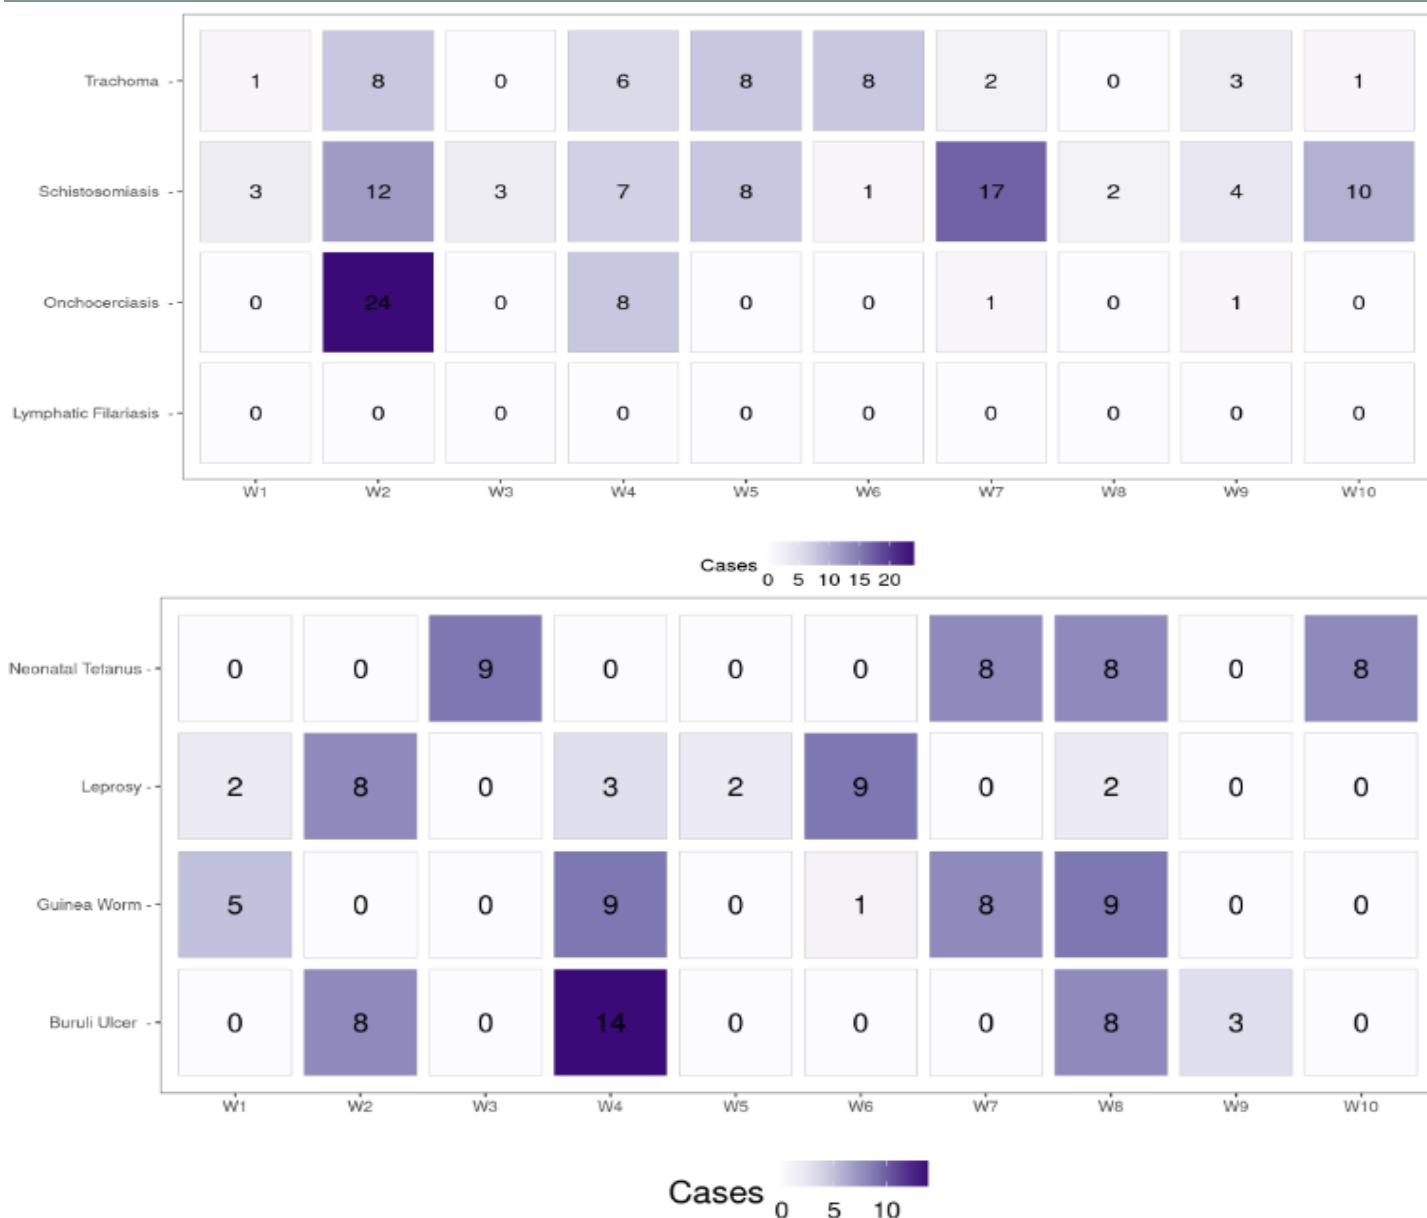 Trachoma 1 8 0 6 8 8 2 0 3 1
Schistosomiasis 3 12 3 7 8 1 17 2 4 10
Onchocerciasis 0 24 0 8 0 0 1 0 1 0
Lymphatic Filariasis 0 0 0 0 0 0 0 0 0 0
W1 W2 W3 W4 W5 W6 W7 W8 W9 W10
Cases
0 5 10 15 20
Neonatal Tetanus 0 0 9 0 0 0 8 8 0 8
Leprosy 2 8 0 3 2 9 0 2 0 0
Guinea Worm 5 0 0 9 0 1 8 9 0 0
Buruli Ulcer 0 8 0 14 0 0 0 8 3 0
W1 W2 W3 W4 W5 W6 W7 W8 W9 W10
Cases
0 5 10